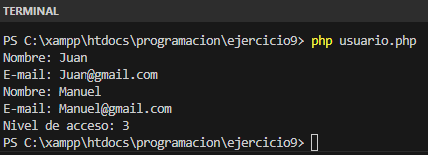 TERMINAL
PS C:\xampp\htdocs\programacion\ejercicio9> php usuario.php
Nombre: Juan
E-mail: Juan@gmail.com
Nombre: Manuel
E-mail: Manuel@gmail.com
Nivel de acceso: 3
PS C:\xampp\htdocs\programacion\ejercicio9>